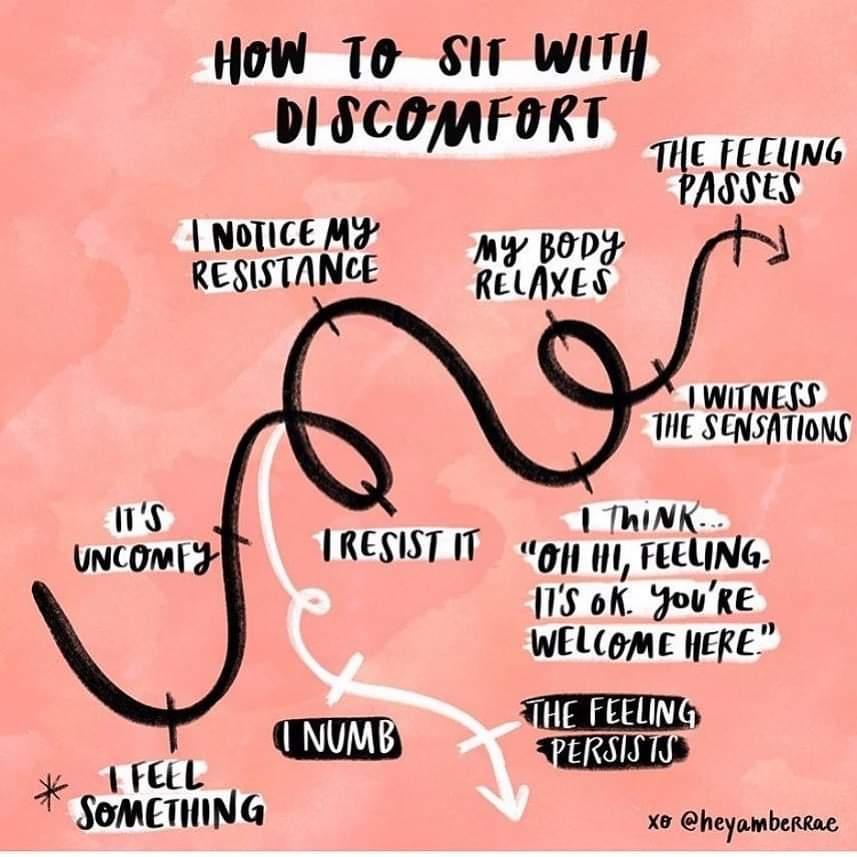 HOW TO SIT WITH
DISCOMFORT
THE FEELING
PASSES
I NOTICE MY
RESISTANCE
MY BODY
RELAXES
I WITNESS
THE SENSATIONS
IT'S
UNCOMFY
I RESIST IT
I THINK...
"OH HI, FEELING.
IT'S OK. YOU'RE
WELCOME HERE."
I NUMB
THE FEELING
PERSISTS
* I FEEL
SOMETHING
XO @heyamberrae